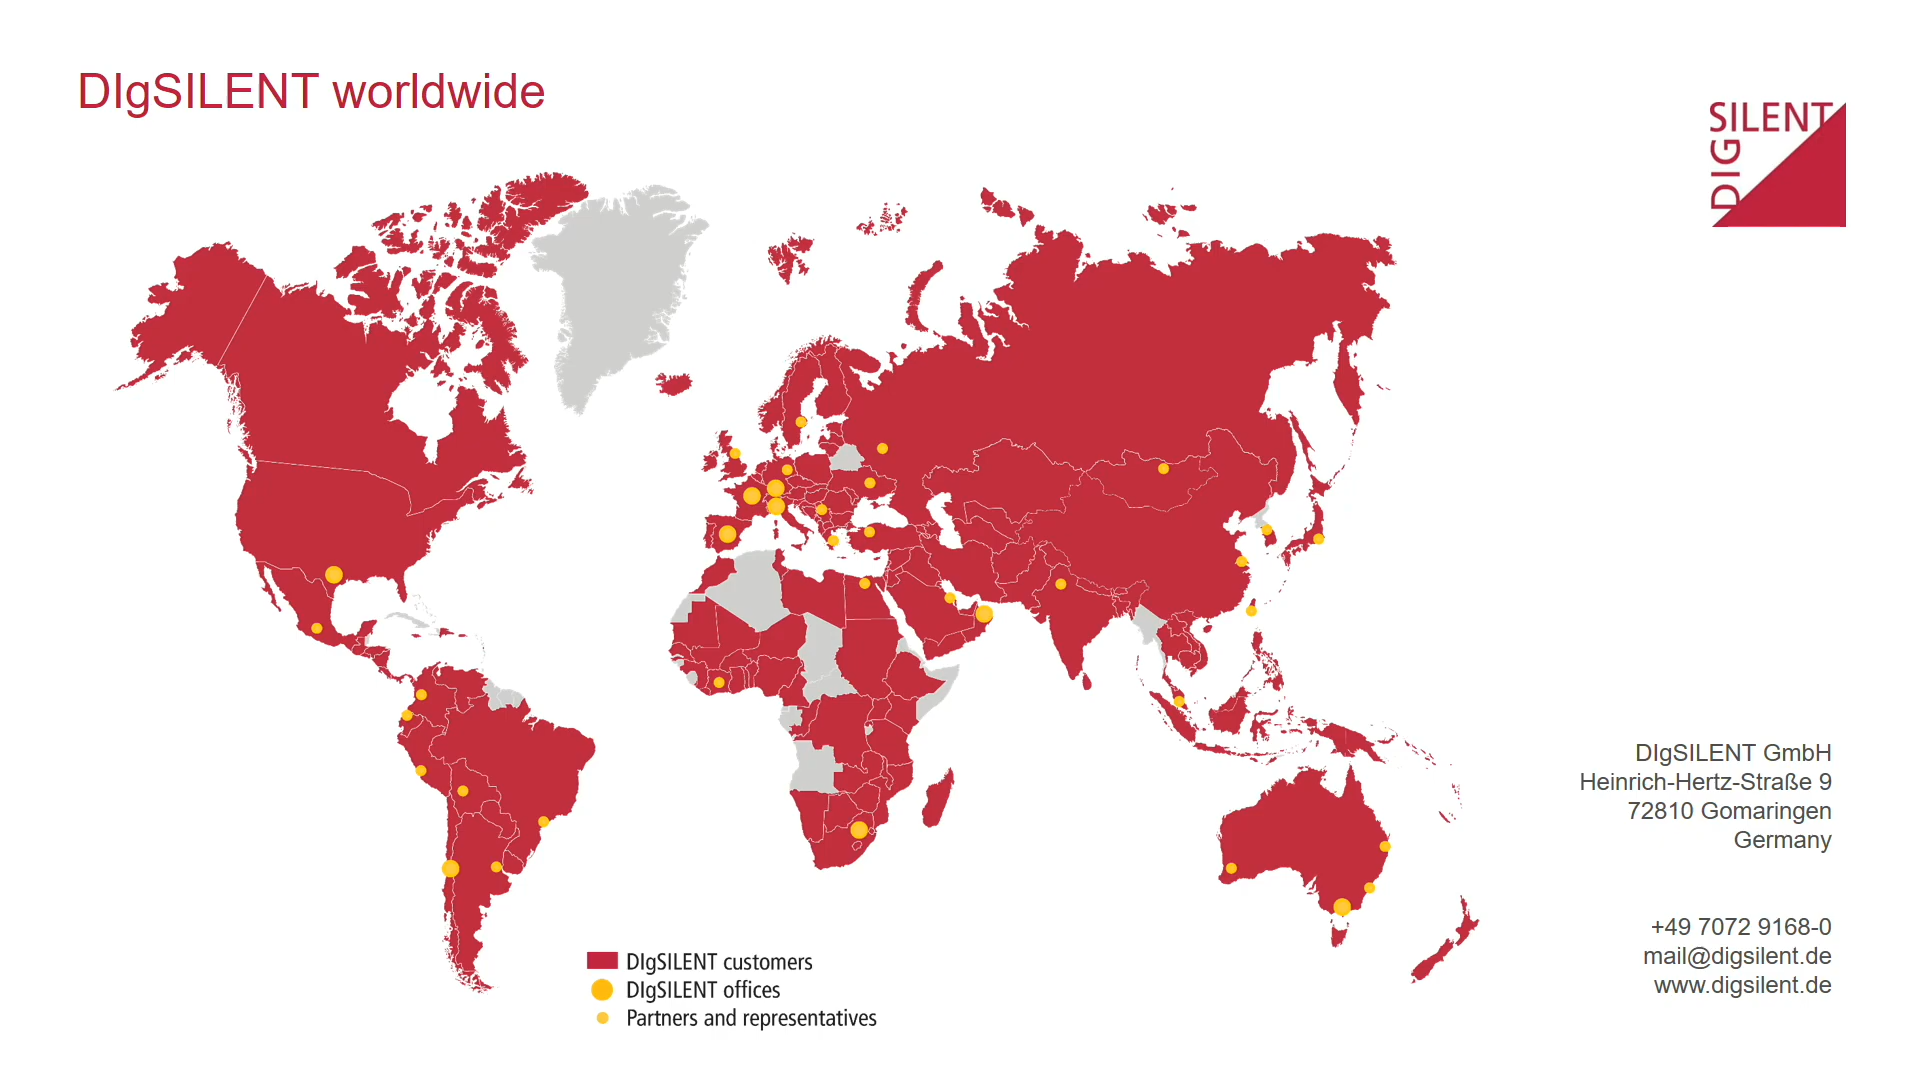 DIgSILENT worldwide
SILENT
DIG
DIgSILENT GmbH
Heinrich-Hertz-Straße 9
72810 Gomaringen
Germany
+49 7072 9168-0
mail@digsilent.de
www.digsilent.de
DIgSILENT customers
DIgSILENT offices
Partners and representatives